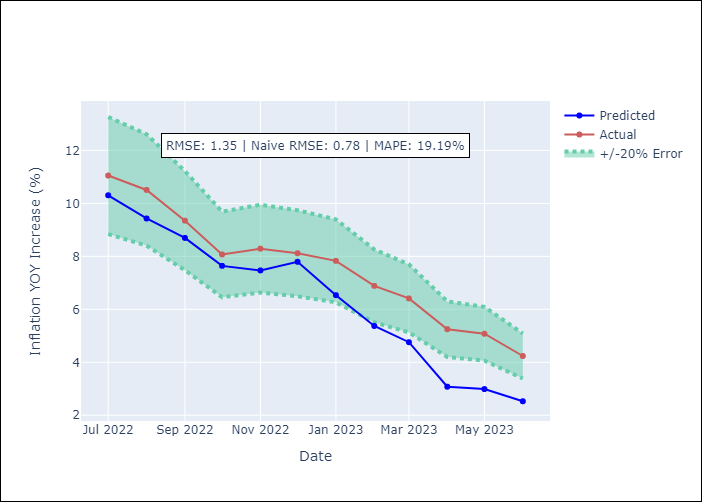 Predicted
Actual
+/-20% Error
RMSE: 1.35 | Naive RMSE: 0.78 | MAPE: 19.19%
Inflation YOY Increase (%)
12
10
8
6
4
2
Jul 2022 Sep 2022 Nov 2022 Jan 2023 Mar 2023 May 2023
Date